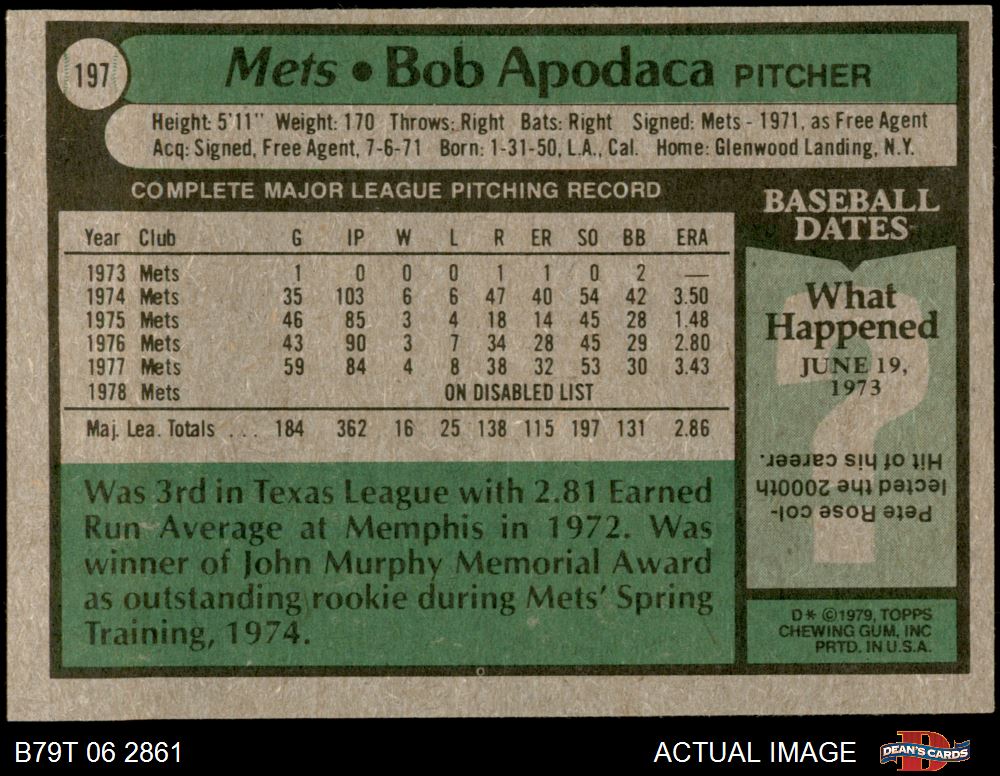 197
Mets • Bob Apodaca PITCHER
Height: 5'11" Weight: 170 Throws: Right Bats: Right Signed: Mets - 1971, as Free Agent
Acq: Signed, Free Agent, 7-6-71 Born: 1-31-50, L.A., Cal. Home: Glenwood Landing, N.Y.
COMPLETE MAJOR LEAGUE PITCHING RECORD
Year Club G IP W L R ER SO BB ERA
1973 Mets 1 0 0 0 1 1 0 2 —
1974 Mets 35 103 6 6 47 40 54 42 3.50
1975 Mets 46 85 3 4 18 14 45 28 1.48
1976 Mets 43 90 3 7 34 28 45 29 2.80
1977 Mets 59 84 4 8 38 32 53 30 3.43
1978 Mets ON DISABLED LIST
Maj. Lea. Totals ... 184 362 16 25 138 115 197 131 2.86
Was 3rd in Texas League with 2.81 Earned
Run Average at Memphis in 1972. Was
winner of John Murphy Memorial Award
as outstanding rookie during Mets' Spring
Training, 1974.
BASEBALL
DATES
What
Happened
JUNE 19,
1973
?
Pete Rose col-
lected the 2000th
Hit of his career.
D* ©1979, TOPPS
CHEWING GUM, INC
PRTD. IN U.S.A.
B79T 06 2861
ACTUAL IMAGE
D
DEAN'S CARDS